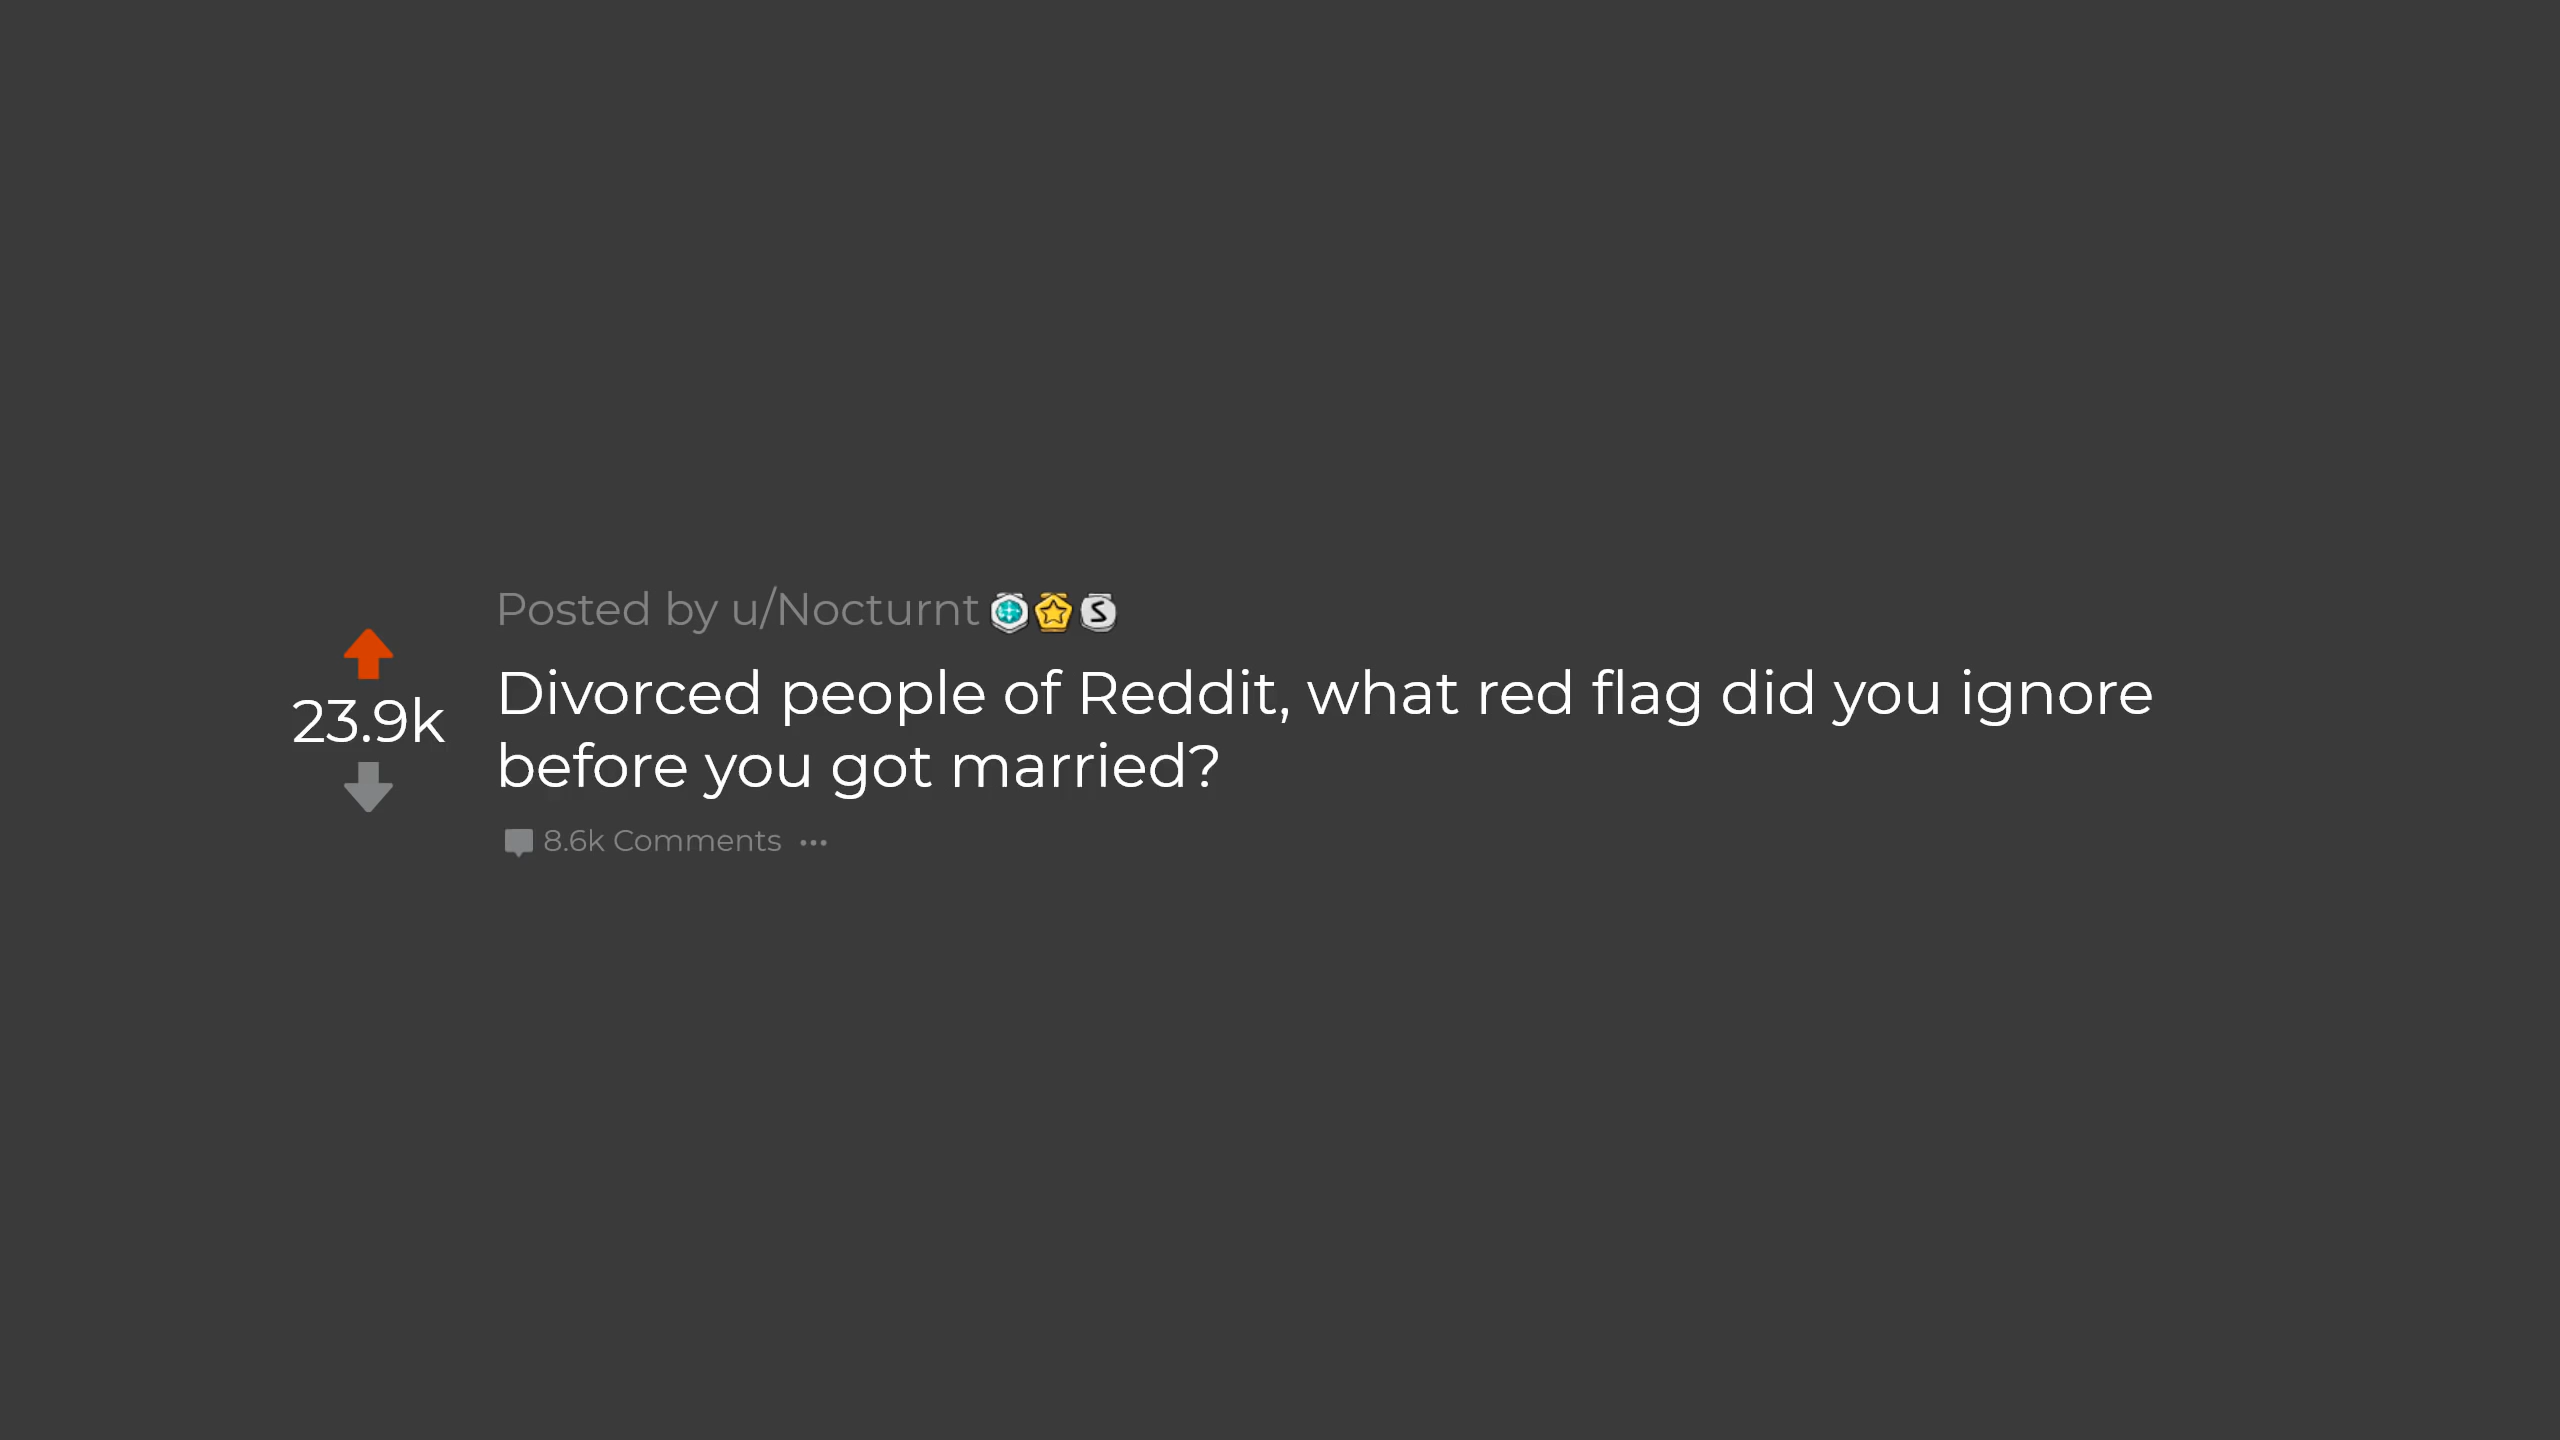 Posted by u/Nocturnt
23.9k
Divorced people of Reddit, what red flag did you ignore
before you got married?
8.6k Comments ...